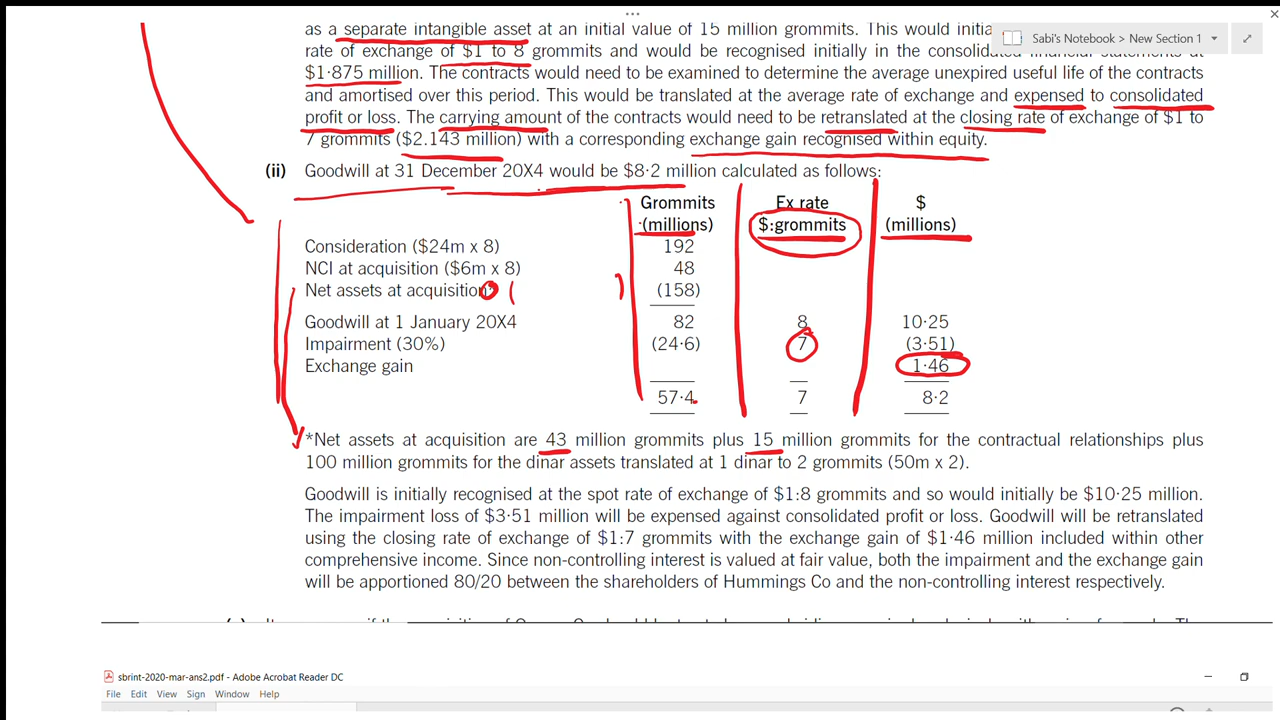 as a separate intangible asset at an initial value of 15 million grommits. This would
Sabi's Notebook > New Section 1
rate of exchange of $1 to 8 grommits and would be recognised initially in the
$1·875 million. The contracts would need to be examined to determine the average unexpired useful life of the contracts
and amortised over this period. This would be translated at the average rate of exchange and expensed to consolidated
profit or loss. The carrying amount of the contracts would need to be retranslated at the closing rate of exchange of $1 to
7 grommits ($2.143 million) with a corresponding exchange gain recognised within equity.
(ii) Goodwill at 31 December 20X4 would be $8·2 million calculated as follows:
Grommits Ex rate $
(millions) $:grommits (millions)
Consideration ($24m x 8) 192
NCI at acquisition ($6m x 8) 48
Net assets at acquisition (158)
Goodwill at 1 January 20X4 82 8 10·25
Impairment (30%) (24·6) 7 (3·51)
Exchange gain 1·46
57·4 7 8·2
*Net assets at acquisition are 43 million grommits plus 15 million grommits for the contractual relationships plus
100 million grommits for the dinar assets translated at 1 dinar to 2 grommits (50m x 2).
Goodwill is initially recognised at the spot rate of exchange of $1:8 grommits and so would initially be $10·25 million.
The impairment loss of $3·51 million will be expensed against consolidated profit or loss. Goodwill will be retranslated
using the closing rate of exchange of $1:7 grommits with the exchange gain of $1·46 million included within other
comprehensive income. Since non-controlling interest is valued at fair value, both the impairment and the exchange gain
will be apportioned 80/20 between the shareholders of Hummings Co and the non-controlling interest respectively.
sbrint-2020-mar-ans2.pdf - Adobe Acrobat Reader DC
File Edit View Sign Window Help